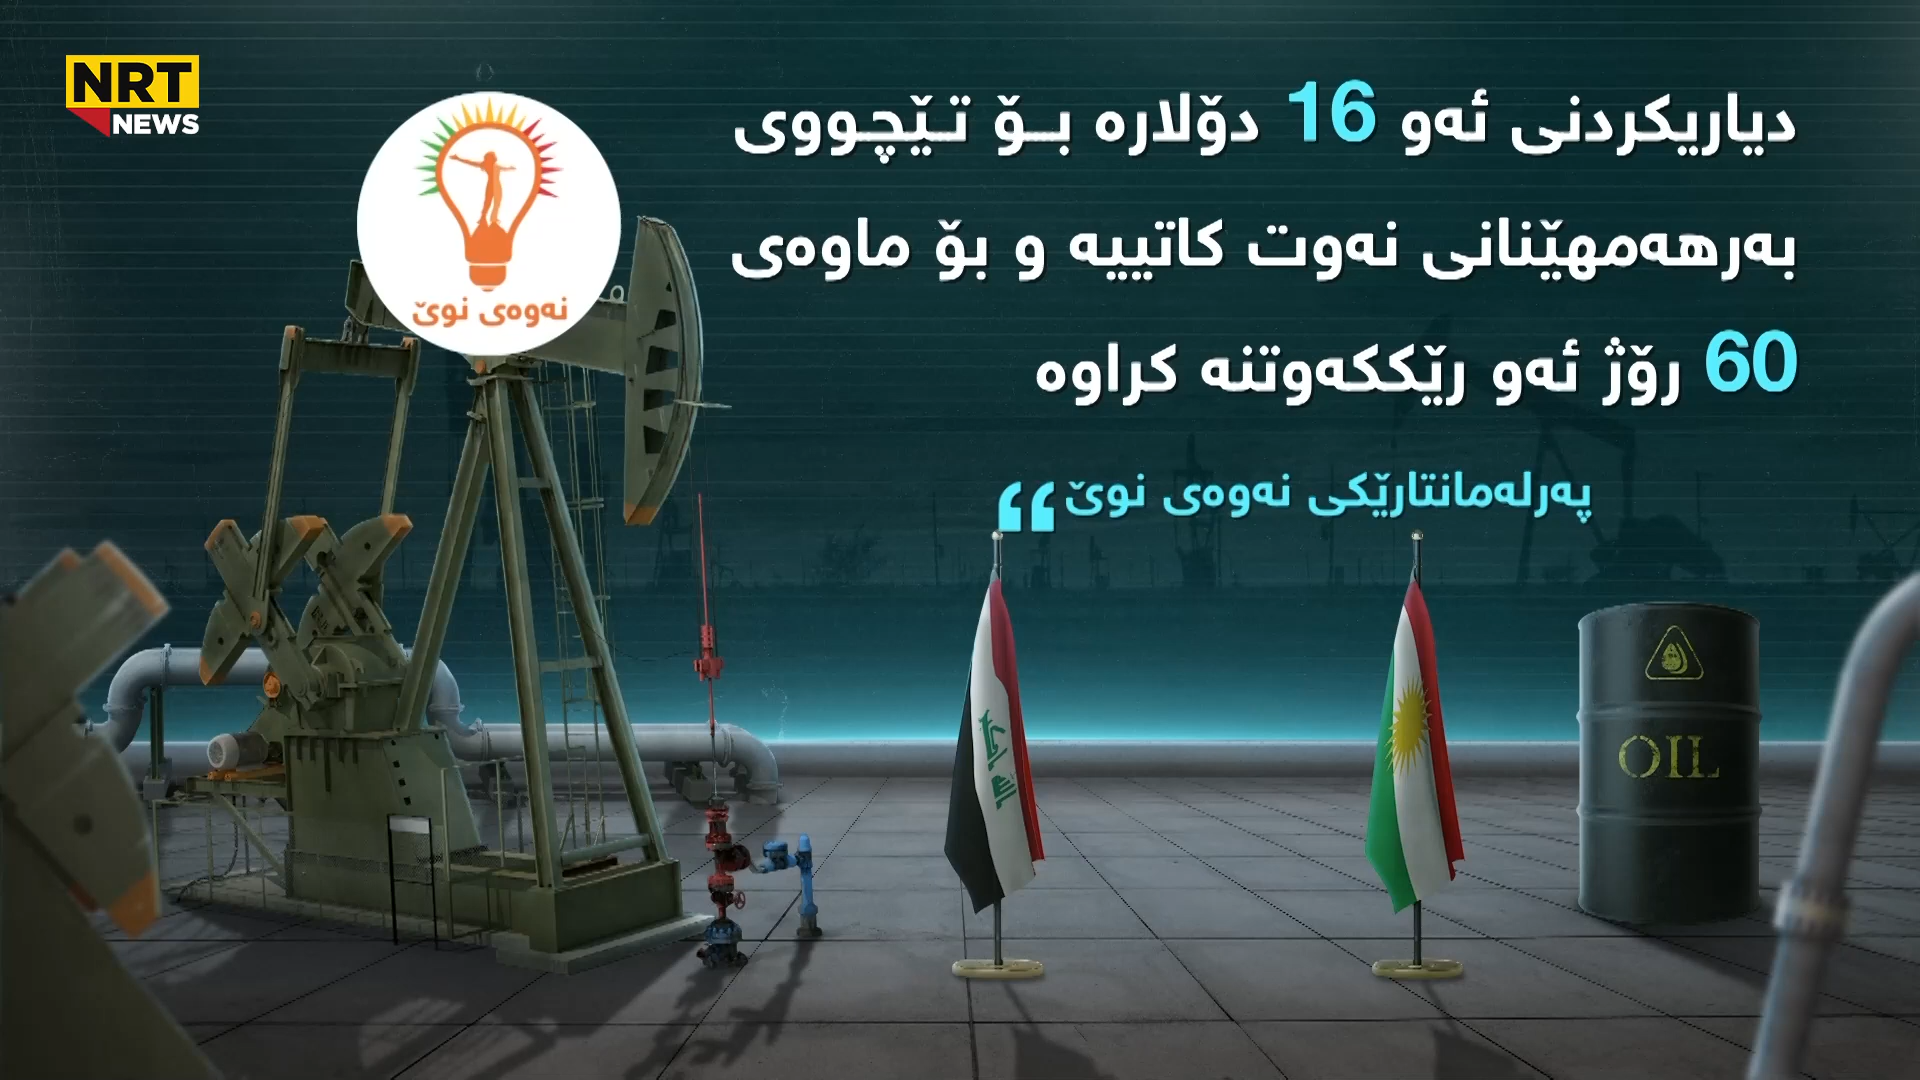 NRT
NEWS
نەوەی نوێ
دیاریکردنی ئەو 16 دۆلارە بۆ تێچووی
بەرهەمهێنانی نەوت کاتییە و بۆ ماوەی
60 رۆژ ئەو رێککەوتنە کراوە
پەرلەمانتارێکی نەوەی نوێ “
OIL